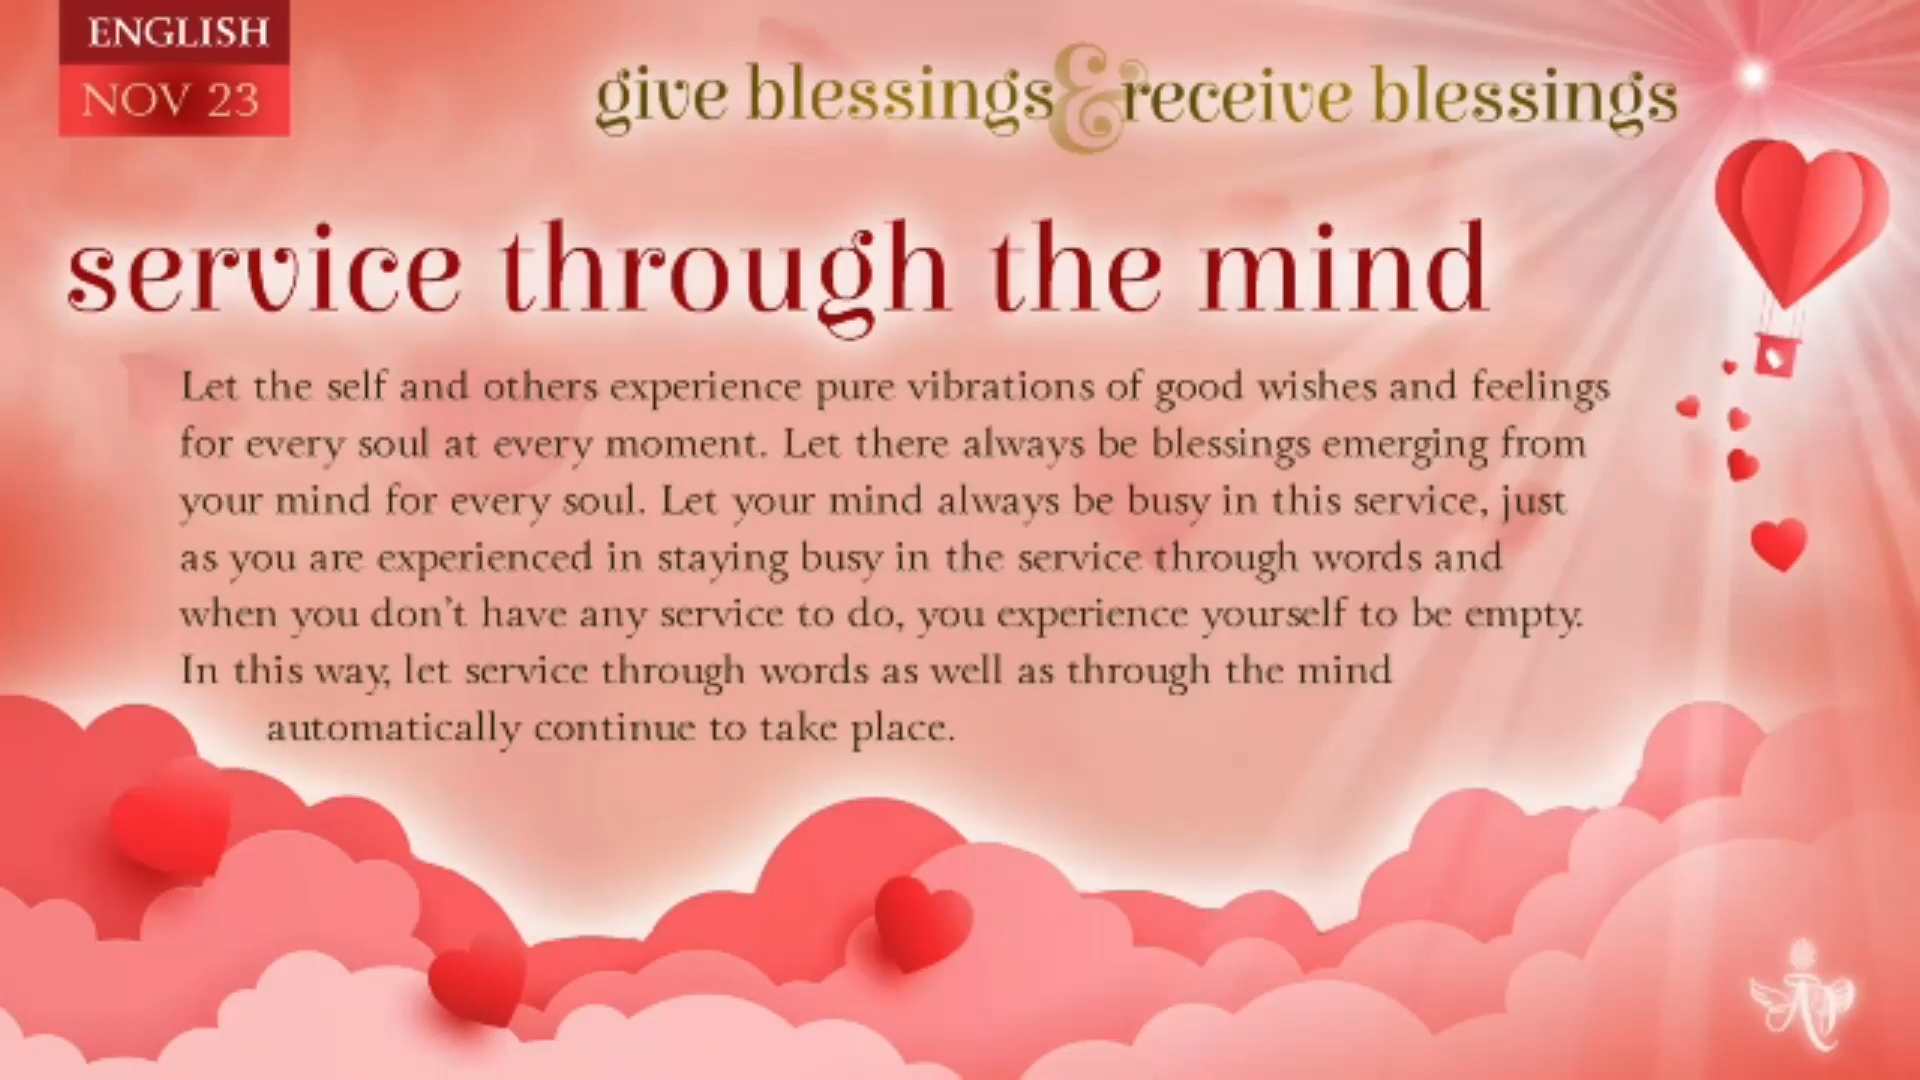 ENGLISH
NOV 23
give blessings & receive blessings
service through the mind
Let the self and others experience pure vibrations of good wishes and feelings
for every soul at every moment. Let there always be blessings emerging from
your mind for every soul. Let your mind always be busy in this service, just
as you are experienced in staying busy in the service through words and
when you don't have any service to do, you experience yourself to be empty.
In this way, let service through words as well as through the mind
automatically continue to take place.